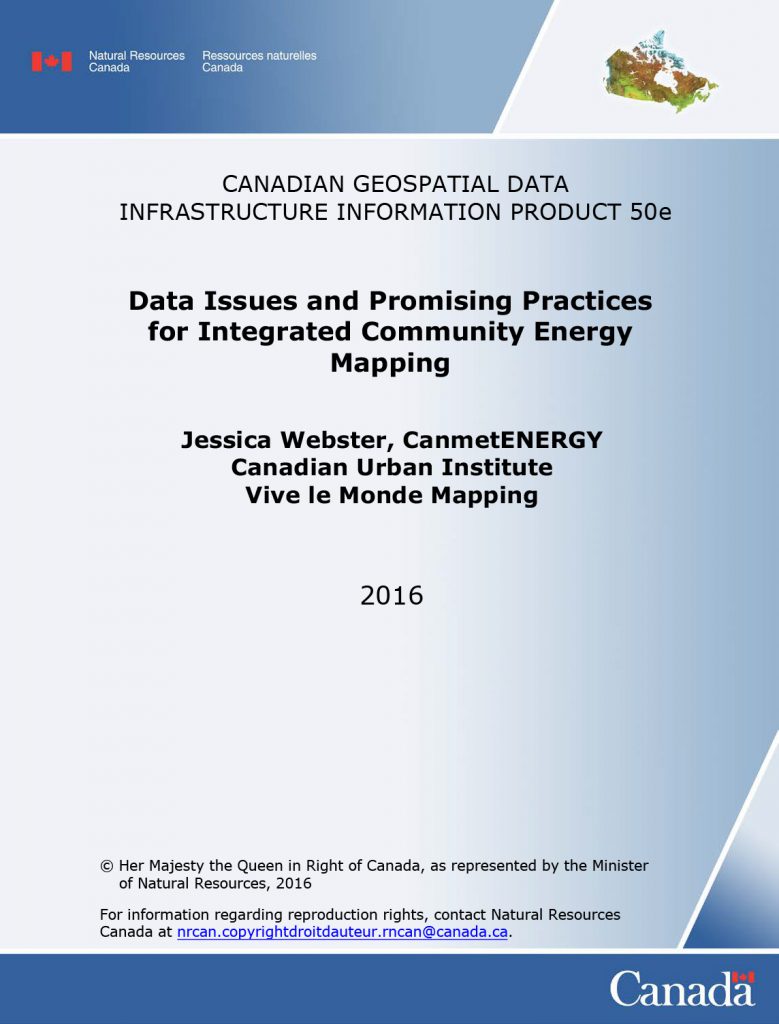 Natural Resources
Canada
Ressources naturelles
Canada
CANADIAN GEOSPATIAL DATA
INFRASTRUCTURE INFORMATION PRODUCT 50e
Data Issues and Promising Practices
for Integrated Community Energy
Mapping
Jessica Webster, CanmetENERGY
Canadian Urban Institute
Vive le Monde Mapping
2016
© Her Majesty the Queen in Right of Canada, as represented by the Minister
of Natural Resources, 2016
For information regarding reproduction rights, contact Natural Resources
Canada at nrcan.copyrightdroitdauteur.rncan@canada.ca.
Canada